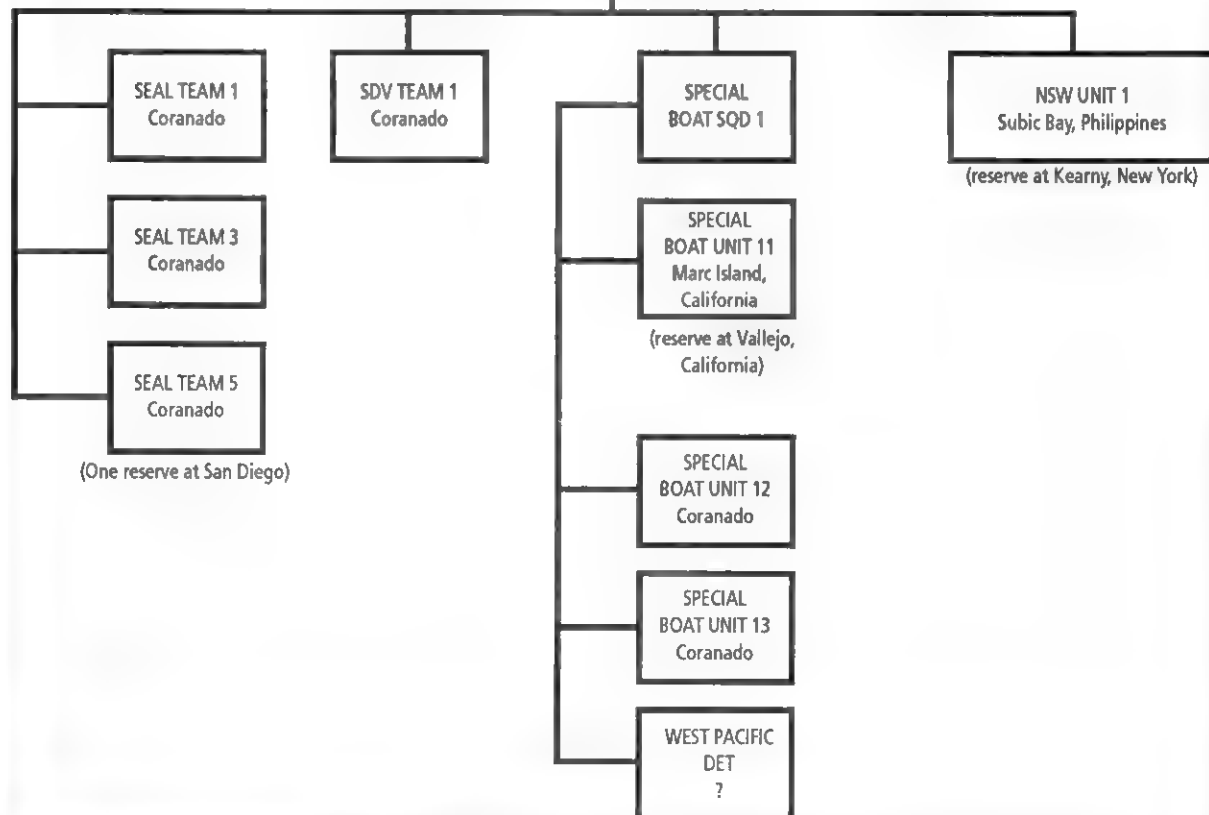 SEAL TEAM 1
Coranado
SDV TEAM 1
Coranado
SPECIAL
BOAT SQD 1
NSW UNIT 1
Subic Bay, Philippines
(reserve at Kearny, New York)
SEAL TEAM 3
Coranado
SPECIAL
BOAT UNIT 11
Marc Island,
California
(reserve at Vallejo,
California)
SEAL TEAM 5
Coranado
(One reserve at San Diego)
SPECIAL
BOAT UNIT 12
Coranado
SPECIAL
BOAT UNIT 13
Coranado
WEST PACIFIC
DET
?